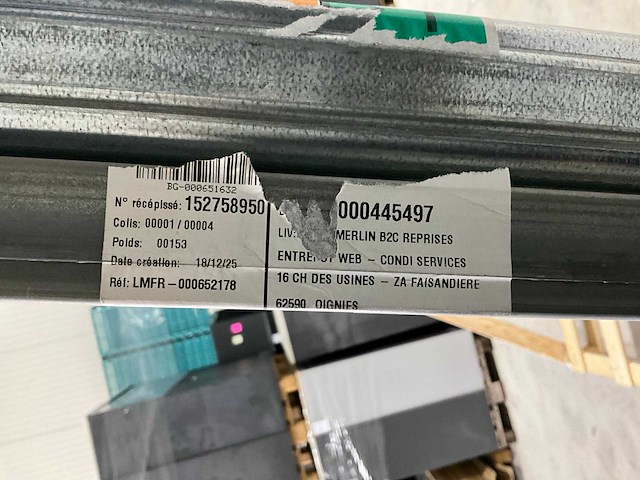 BG-000651632
N° récépissé: 152758950
Colis: 00001 / 00004
Poids: 00153
Date création: 18/12/25
Réf: LMFR-000652178
000445497
LIV. MERLIN B2C REPRISES
ENTREPOT WEB - CONDI SERVICES
16 CH DES USINES - ZA FAISANDIERE
62590 OIGNIES